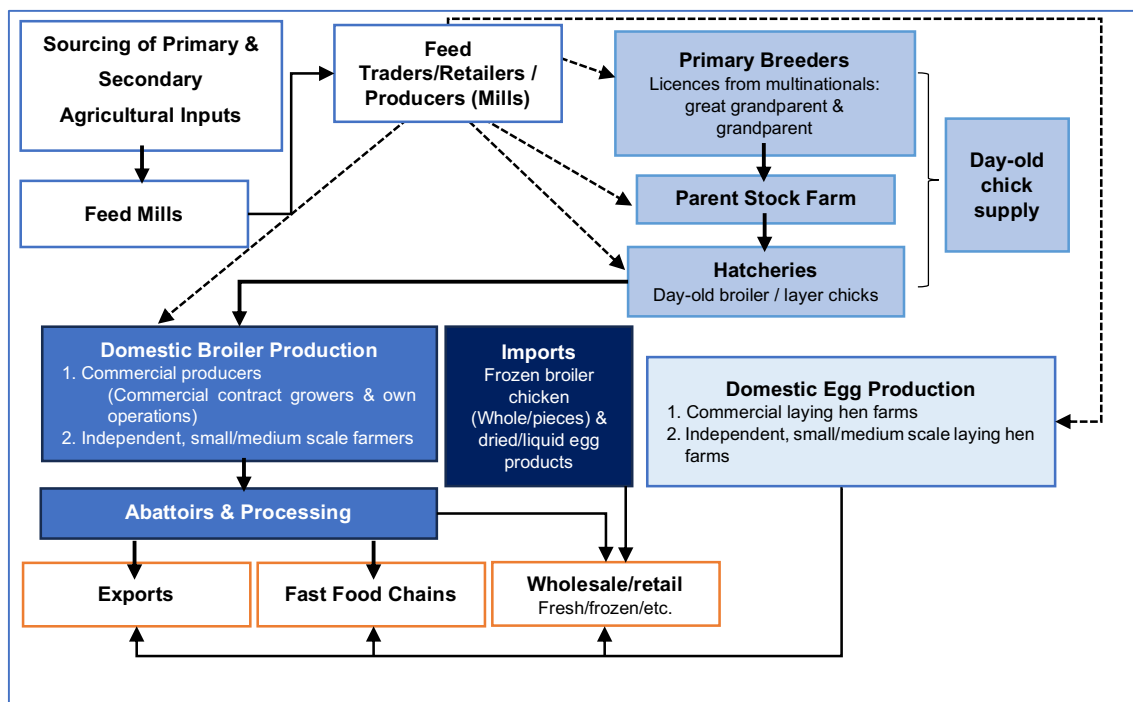 Sourcing of Primary &
Secondary
Agricultural Inputs
Feed Mills
Feed
Traders/Retailers /
Producers (Mills)
Primary Breeders
Licences from multinationals:
great grandparent &
grandparent
Parent Stock Farm
Hatcheries
Day-old broiler / layer chicks
Day-old
chick
supply
Domestic Broiler Production
1. Commercial producers
(Commercial contract growers & own
operations)
2. Independent, small/medium scale farmers
Imports
Frozen broiler
chicken
(Whole/pieces) &
dried/liquid egg
products
Domestic Egg Production
1. Commercial laying hen farms
2. Independent, small/medium scale laying hen
farms
Abattoirs & Processing
Exports
Fast Food Chains
Wholesale/retail
Fresh/frozen/etc.